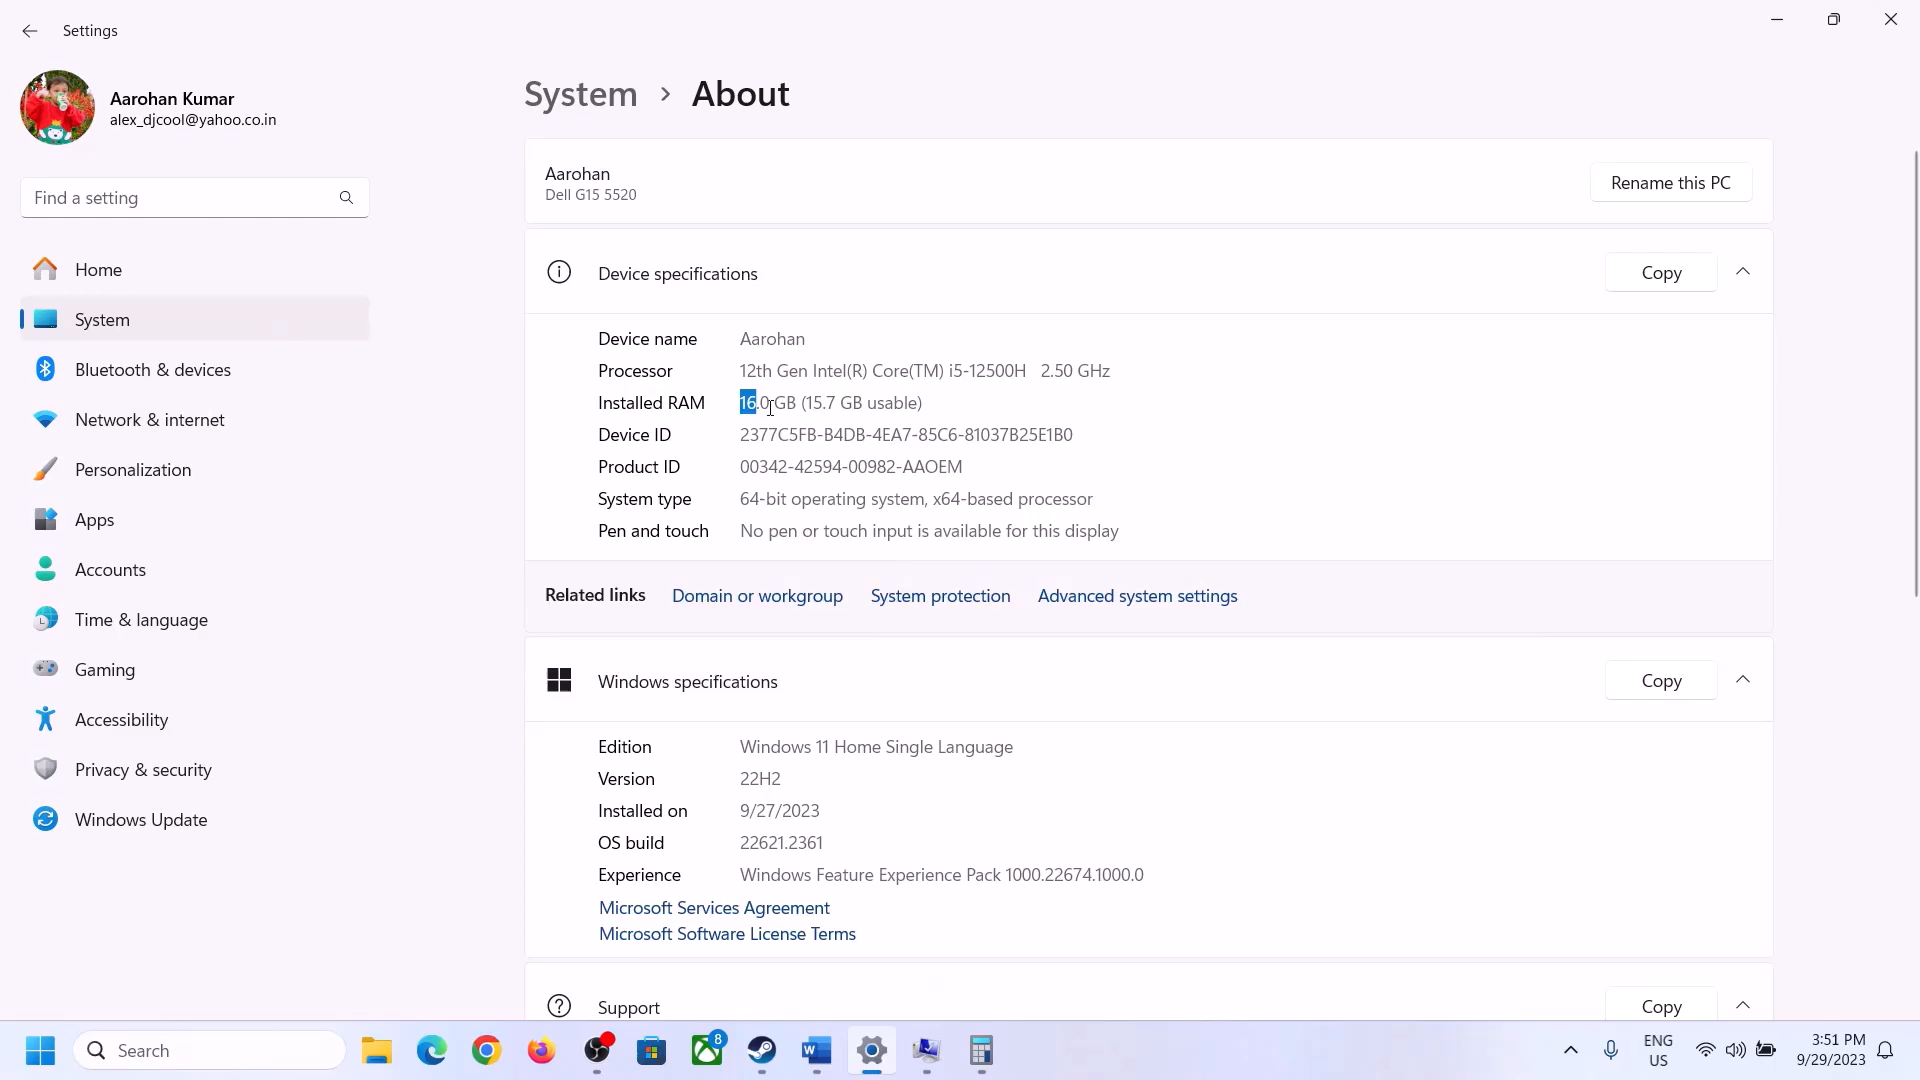 Settings
Aarohan Kumar
alex_djcool@yahoo.co.in
Find a setting
Home
System
Bluetooth & devices
Network & internet
Personalization
Apps
Accounts
Time & language
Gaming
Accessibility
Privacy & security
Windows Update
System > About
Aarohan
Dell G15 5520
Rename this PC
Device specifications
Copy
Device name Aarohan
Processor 12th Gen Intel(R) Core(TM) i5-12500H 2.50 GHz
Installed RAM 16.0 GB (15.7 GB usable)
Device ID 2377C5FB-B4DB-4EA7-85C6-81037B25E1B0
Product ID 00342-42594-00982-AAOEM
System type 64-bit operating system, x64-based processor
Pen and touch No pen or touch input is available for this display
Related links Domain or workgroup System protection Advanced system settings
Windows specifications
Copy
Edition Windows 11 Home Single Language
Version 22H2
Installed on 9/27/2023
OS build 22621.2361
Experience Windows Feature Experience Pack 1000.22674.1000.0
Microsoft Services Agreement
Microsoft Software License Terms
Support
Copy
Search
8
ENG
US
3:51 PM
9/29/2023